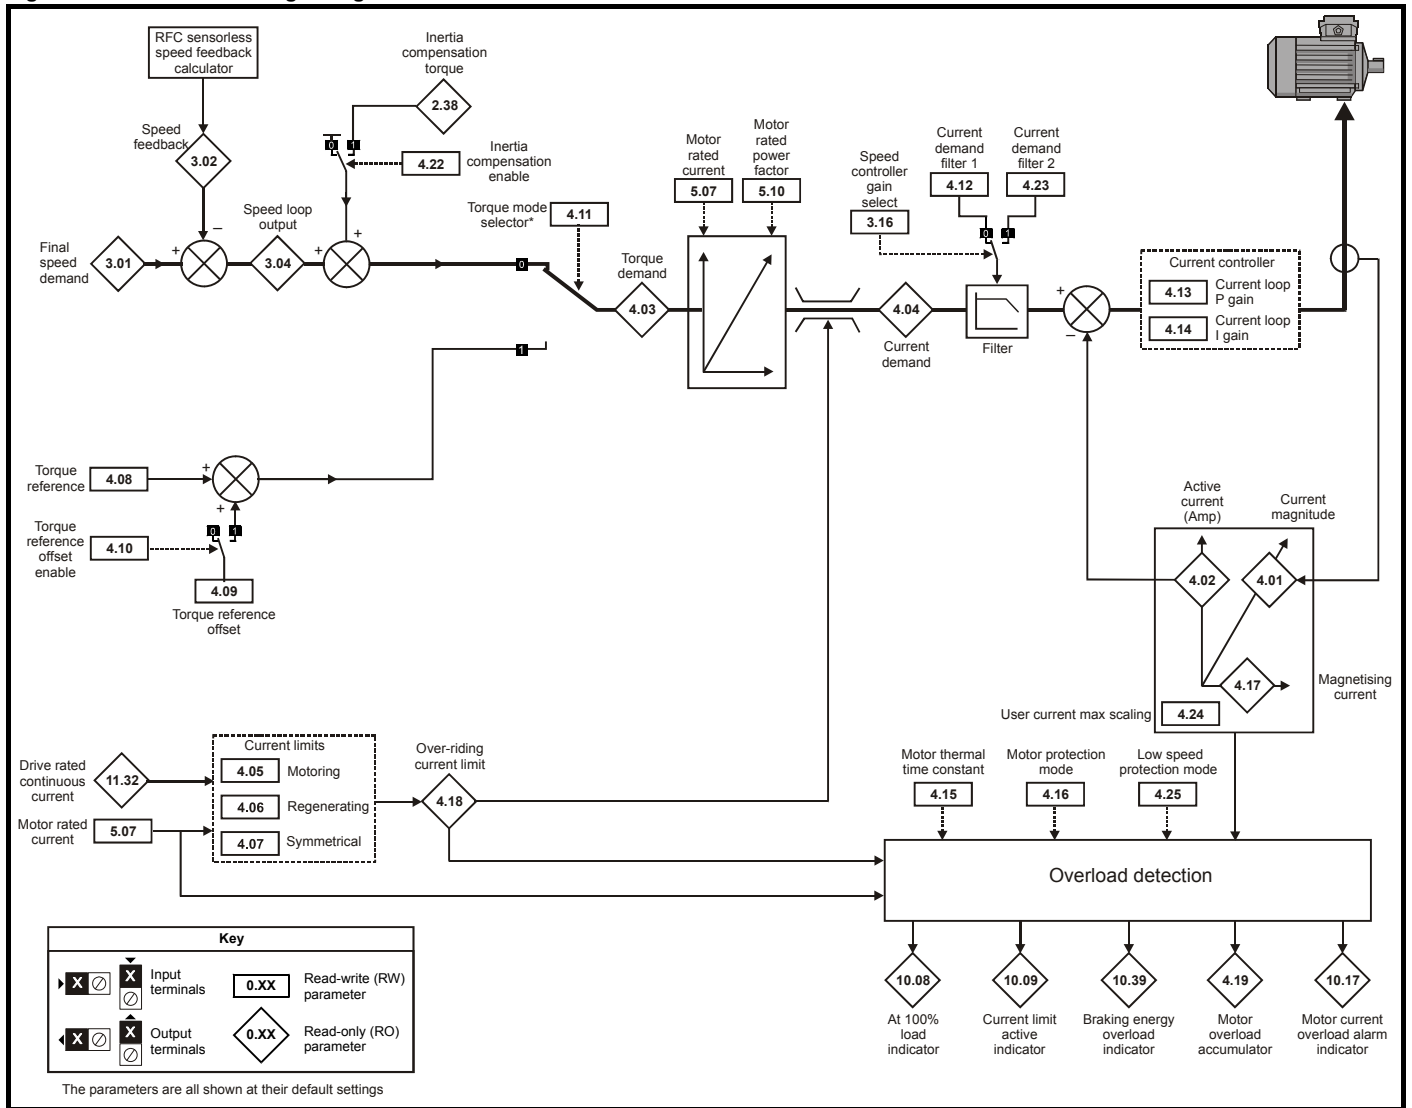 RFC sensorless
speed feedback
calculator
Inertia
compensation
torque
2.38
Speed
feedback
3.02
0 1
4.22
Inertia
compensation
enable
Final
speed
demand
3.01
+
–
Speed loop
output
3.04
+
+
Torque mode
selector*
4.11
0
1
Torque
demand
4.03
Motor
rated
current
5.07
Motor
rated
power
factor
5.10
Speed
controller
gain
select
3.16
Current
demand
filter 1
4.12
Current
demand
filter 2
4.23
0 1
4.04
Current
demand
Filter
+
–
Current controller
4.13
Current loop
P gain
4.14
Current loop
I gain
Torque
reference
4.08
+
+
Torque
reference
offset
enable
4.10
0 1
4.09
Torque reference
offset
Active
current
(Amp)
Current
magnitude
4.02
4.01
4.17
Magnetising
current
User current max scaling
4.24
Drive rated
continuous
current
11.32
Motor rated
current
5.07
Current limits
4.05
Motoring
4.06
Regenerating
4.07
Symmetrical
Over-riding
current limit
4.18
Motor thermal
time constant
4.15
Motor protection
mode
4.16
Low speed
protection mode
4.25
Overload detection
10.08
At 100%
load
indicator
10.09
Current limit
active
indicator
10.39
Braking energy
overload
indicator
4.19
Motor
overload
accumulator
10.17
Motor current
overload alarm
indicator
Key
X
X
Input
terminals
0.XX
Read-write (RW)
parameter
X
X
Output
terminals
0.XX
Read-only (RO)
parameter
The parameters are all shown at their default settings